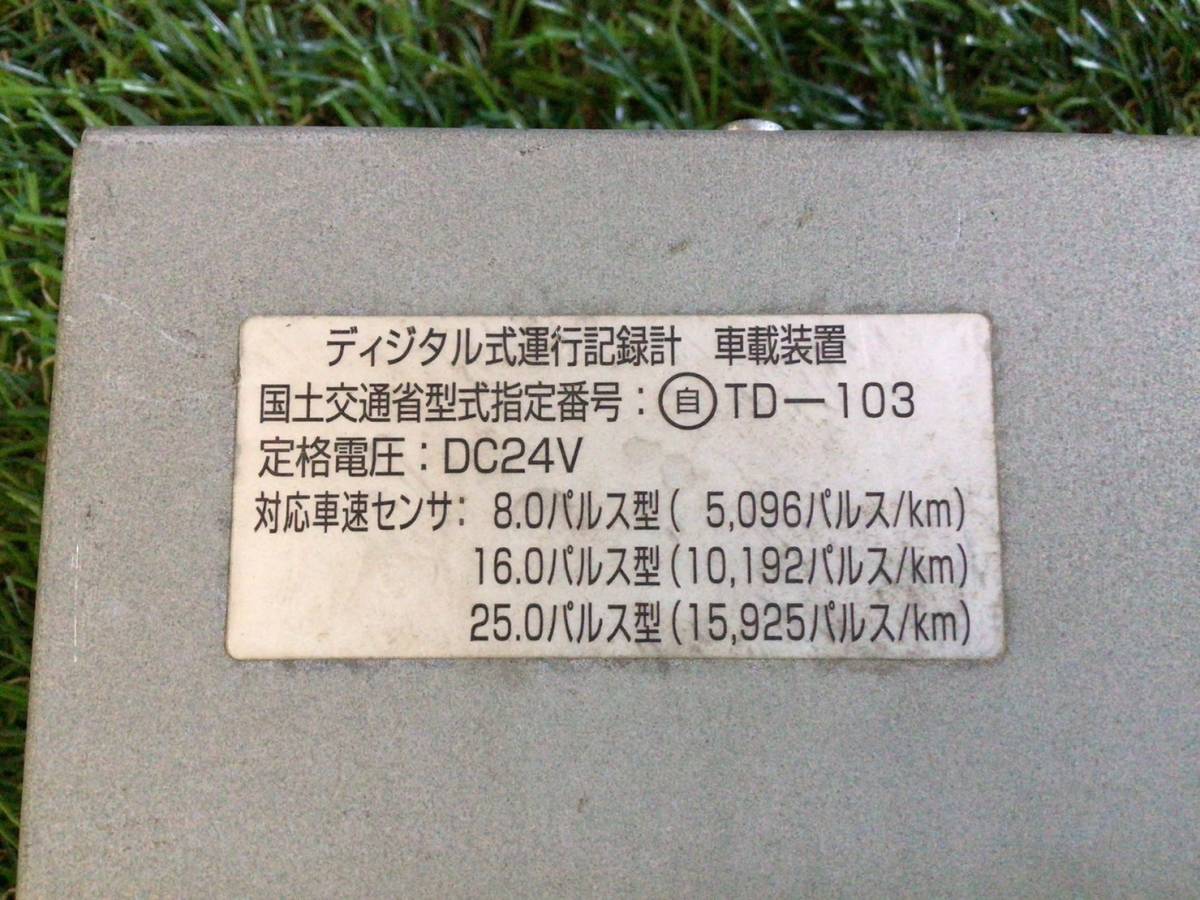 ディジタル式運行記録計　車載装置
国土交通省型式指定番号：㊀自TD－103
定格電圧：DC24V
対応車速センサ： 8.0パルス型( 5,096パルス/km)
16.0パルス型(10,192パルス/km)
25.0パルス型(15,925パルス/km)